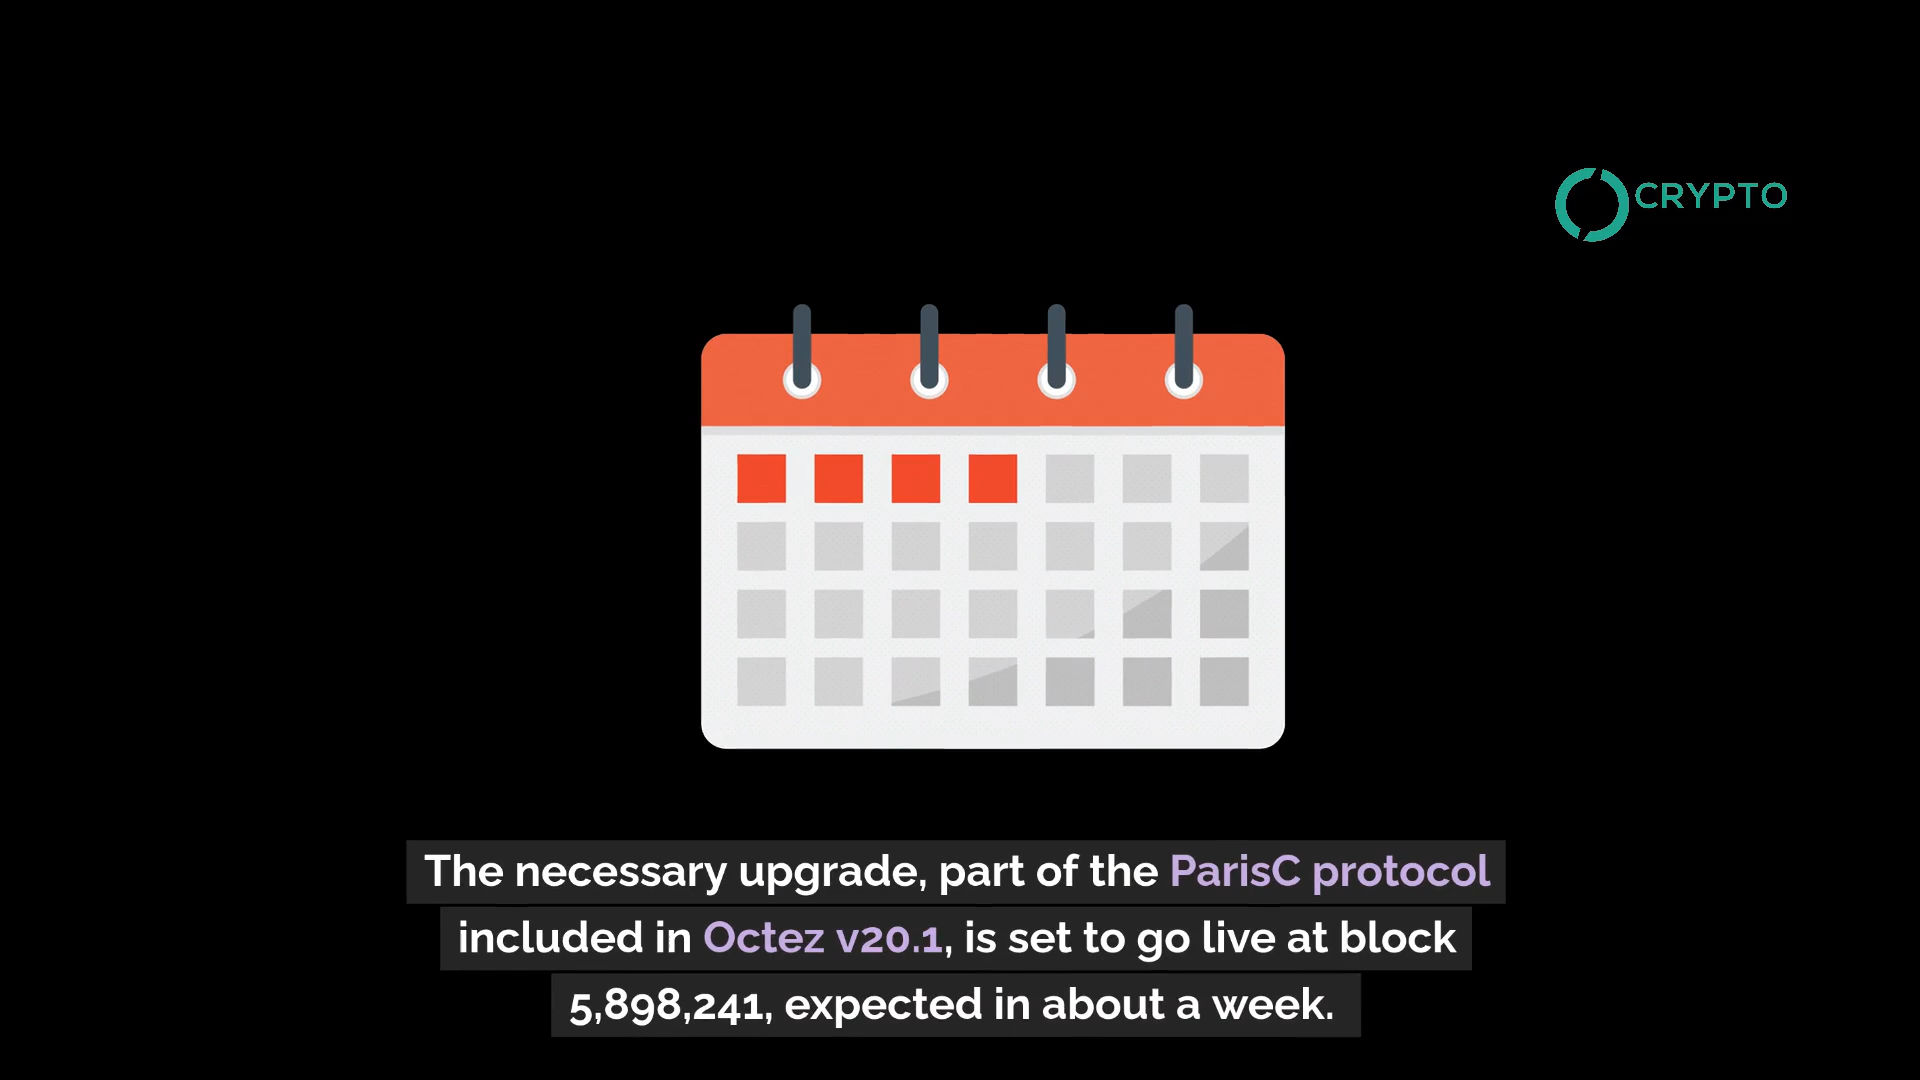 CRYPTO
The necessary upgrade, part of the ParisC protocol
included in Octez v20.1, is set to go live at block
5,898,241, expected in about a week.